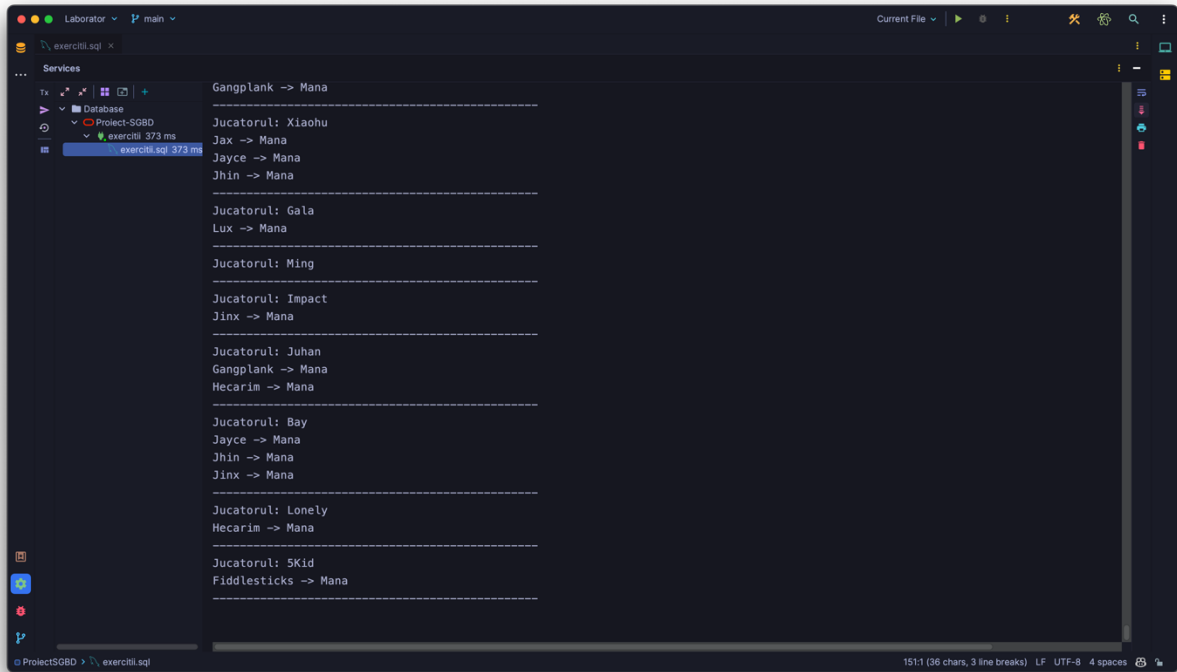 Laborator
main
Current File
exercitii.sql
Services
Tx
Database
Proiect-SGBD
exercitii 373 ms
exercitii.sql 373 ms
Gangplank -> Mana
------------------------------------------------
Jucatorul: Xiaohu
Jax -> Mana
Jayce -> Mana
Jhin -> Mana
------------------------------------------------
Jucatorul: Gala
Lux -> Mana
------------------------------------------------
Jucatorul: Ming
------------------------------------------------
Jucatorul: Impact
Jinx -> Mana
------------------------------------------------
Jucatorul: Juhan
Gangplank -> Mana
Hecarim -> Mana
------------------------------------------------
Jucatorul: Bay
Jayce -> Mana
Jhin -> Mana
Jinx -> Mana
------------------------------------------------
Jucatorul: Lonely
Hecarim -> Mana
------------------------------------------------
Jucatorul: 5Kid
Fiddlesticks -> Mana
------------------------------------------------
ProiectSGBD > exercitii.sql
151:1 (36 chars, 3 line breaks) LF UTF-8 4 spaces